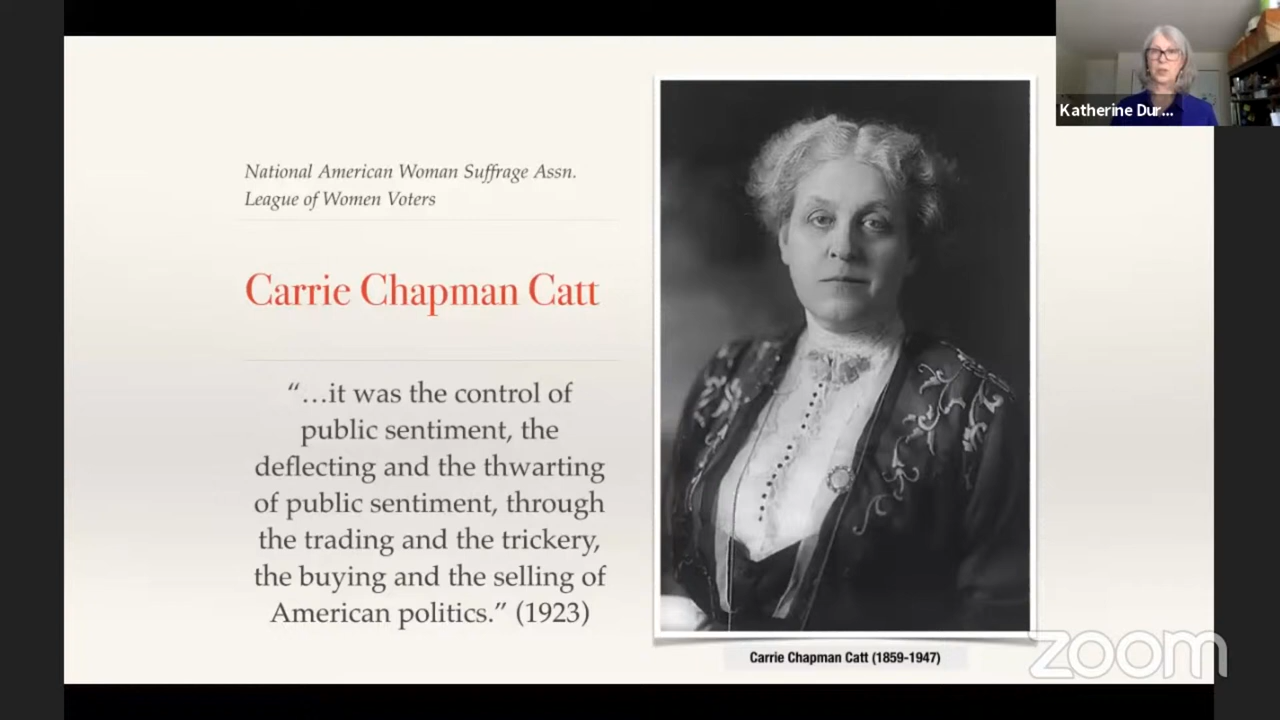 National American Woman Suffrage Assn.
League of Women Voters
Carrie Chapman Catt
“…it was the control of
public sentiment, the
deflecting and the thwarting
of public sentiment, through
the trading and the trickery,
the buying and the selling of
American politics.” (1923)
Carrie Chapman Catt (1859-1947)
Katherine Dur...
zoom